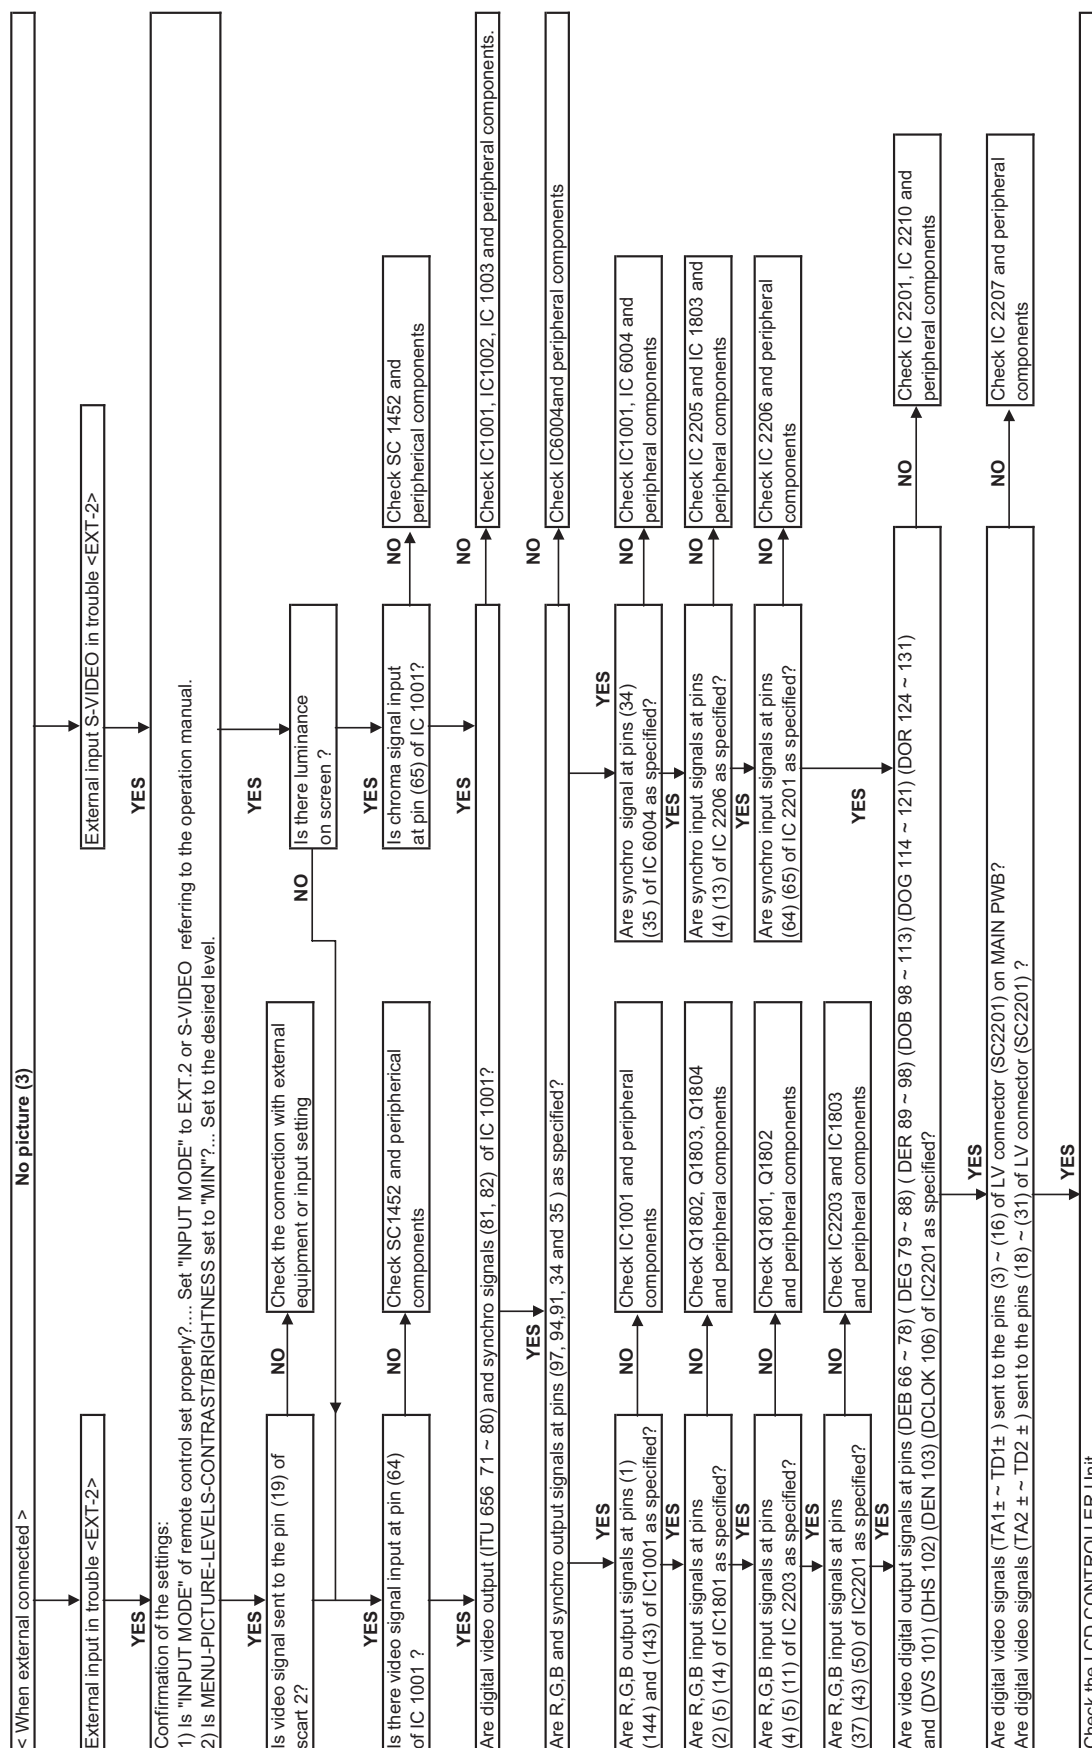 No picture (3)
< When external connected >
External input in trouble <EXT-2>
External input S-VIDEO in trouble <EXT-2>
YES
YES
Confirmation of the settings:
1) Is "INPUT MODE" of remote control set properly?.... Set "INPUT MODE" to EXT.2 or S-VIDEO referring to the operation manual.
2) Is MENU-PICTURE-LEVELS-CONTRAST/BRIGHTNESS set to "MIN"?... Set to the desired level.
YES
YES
Is video signal sent to the pin (19) of
scart 2?
NO
Check the connection with external
equipment or input setting
Is there luminance
on screen ?
NO
YES
YES
Is there video signal input at pin (64)
of IC 1001 ?
NO
Check SC1452 and peripherical
components
Is chroma signal input
at pin (65) of IC 1001?
NO
Check SC 1452 and
peripherical components
YES
YES
Are digital video output (ITU 656 71 ~ 80) and synchro signals (81, 82) of IC 1001?
NO
Check IC1001, IC1002, IC 1003 and peripheral components.
YES
Are R,G,B and synchro output signals at pins (97, 94,91, 34 and 35 ) as specified?
NO
Check IC6004and peripheral components
YES
YES
Are R,G,B output signals at pins (1)
(144) and (143) of IC1001 as specified?
NO
Check IC1001 and peripheral
components
Are synchro signal at pins (34)
(35 ) of IC 6004 as specified?
NO
Check IC1001, IC 6004 and
peripheral components
YES
YES
Are R,G,B input signals at pins
(2) (5) (14) of IC1801 as specified?
NO
Check Q1802, Q1803, Q1804
and peripheral components
Are synchro input signals at pins
(4) (13) of IC 2206 as specified?
NO
Check IC 2205 and IC 1803 and
peripheral components
YES
YES
Are R,G,B input signals at pins
(4) (5) (11) of IC 2203 as specified?
NO
Check Q1801, Q1802
and peripheral components
Are synchro input signals at pins
(64) (65) of IC 2201 as specified?
NO
Check IC 2206 and peripheral
components
YES
Are R,G,B input signals at pins
(37) (43) (50) of IC2201 as specified?
NO
Check IC2203 and IC1803
and peripheral components
YES
YES
Are video digital output signals at pins (DEB 66 ~ 78) ( DEG 79 ~ 88) ( DER 89 ~ 98) (DOB 98 ~ 113) (DOG 114 ~ 121) (DOR 124 ~ 131)
and (DVS 101) (DHS 102) (DEN 103) (DCLOK 106) of IC2201 as specified?
NO
Check IC 2201, IC 2210 and
peripheral components
YES
Are digital video signals (TA1± ~ TD1± ) sent to the pins (3) ~ (16) of LV connector (SC2201) on MAIN PWB?
Are digital video signals (TA2 ± ~ TD2 ± ) sent to the pins (18) ~ (31) of LV connector (SC2201) ?
NO
Check IC 2207 and peripheral
components
YES
Check the LCD CONTROLLER Unit